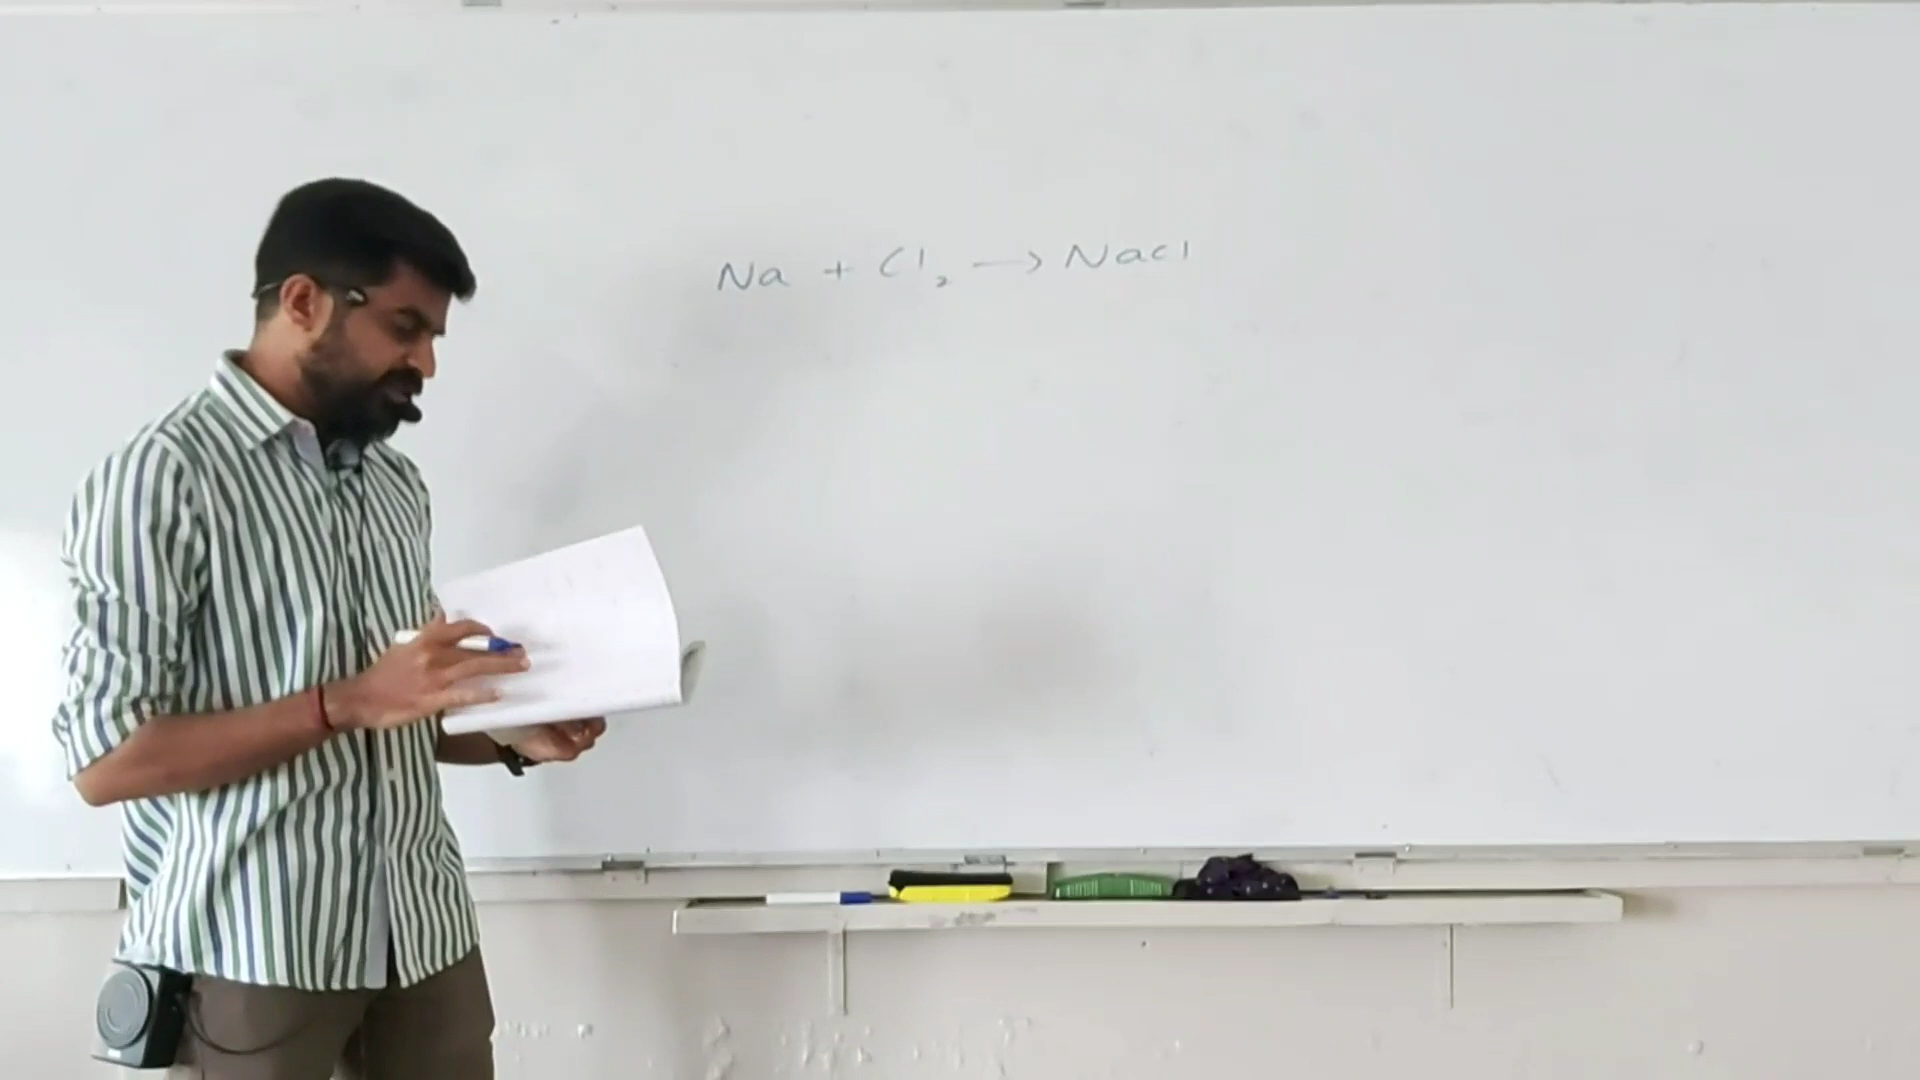 Na + Cl₂ → Nacl